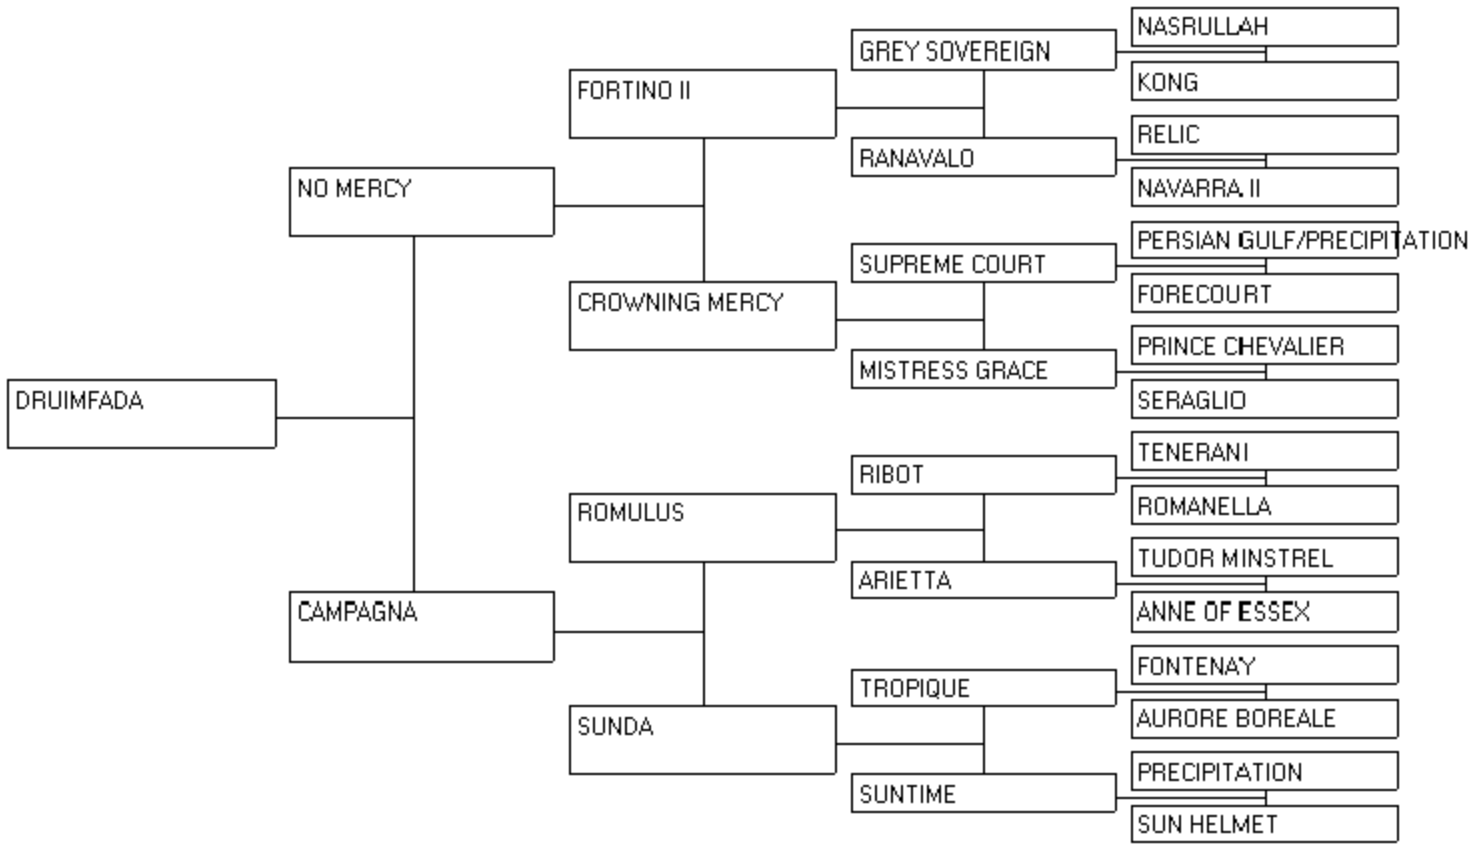 NASRULLAH
GREY SOVEREIGN
KONG
FORTINO II
RELIC
RANAVALO
NAVARRA II
NO MERCY
PERSIAN GULF/PRECIPITATION
SUPREME COURT
FORECOURT
CROWNING MERCY
PRINCE CHEVALIER
MISTRESS GRACE
SERAGLIO
DRUIMFADA
TENERANI
RIBOT
ROMANELLA
ROMULUS
TUDOR MINSTREL
ARIETTA
ANNE OF ESSEX
CAMPAGNA
FONTENAY
TROPIQUE
AURORE BOREALE
SUNDA
PRECIPITATION
SUNTIME
SUN HELMET